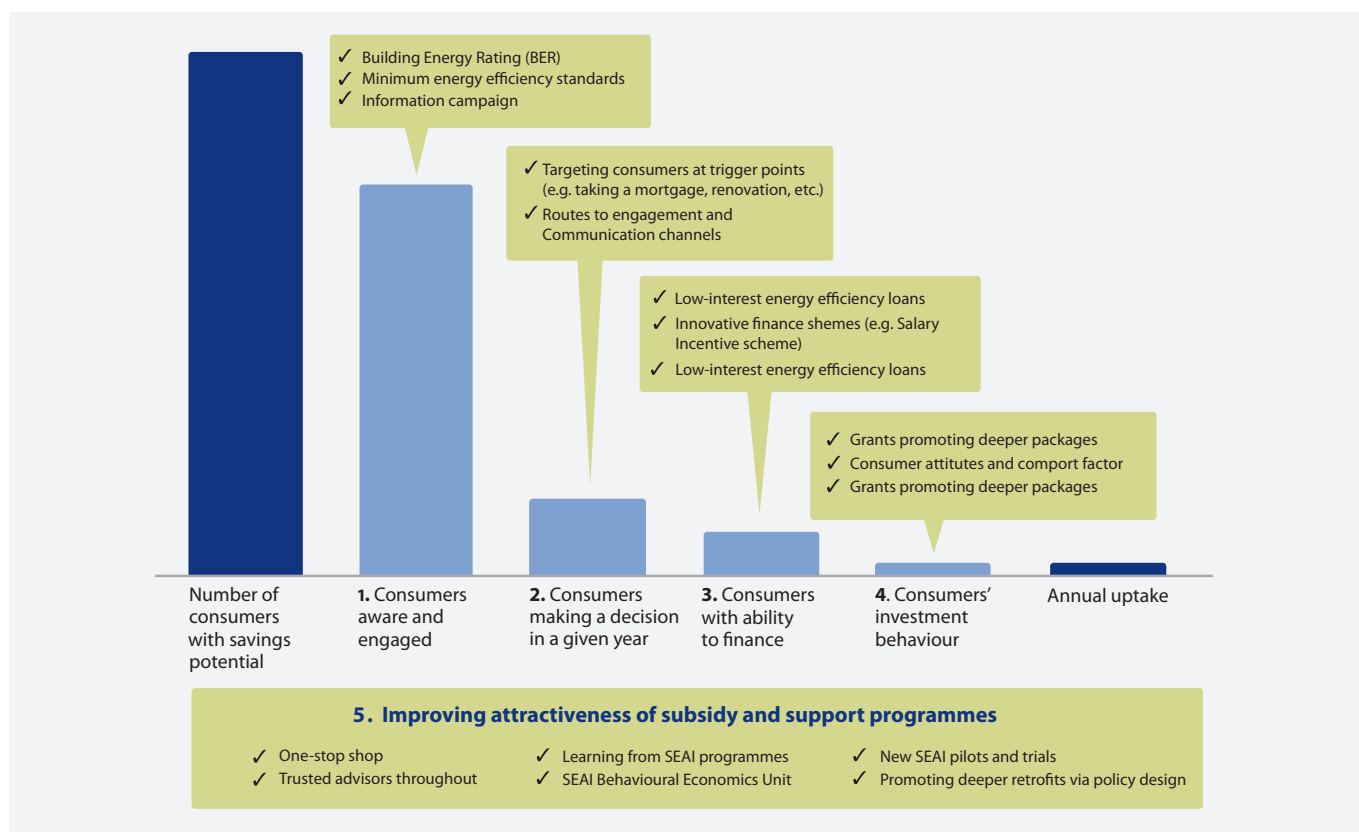 ✓ Building Energy Rating (BER)
✓ Minimum energy efficiency standards
✓ Information campaign
✓ Targeting consumers at trigger points
(e.g. taking a mortgage, renovation, etc.)
✓ Routes to engagement and
Communication channels
✓ Low-interest energy efficiency loans
✓ Innovative finance shemes (e.g. Salary
Incentive scheme)
✓ Low-interest energy efficiency loans
✓ Grants promoting deeper packages
✓ Consumer attitutes and comport factor
✓ Grants promoting deeper packages
Number of
consumers
with savings
potential
1. Consumers
aware and
engaged
2. Consumers
making a decision
in a given year
3. Consumers
with ability
to finance
4. Consumers'
investment
behaviour
Annual uptake
5. Improving attractiveness of subsidy and support programmes
✓ One-stop shop
✓ Trusted advisors throughout
✓ Learning from SEAI programmes
✓ SEAI Behavioural Economics Unit
✓ New SEAI pilots and trials
✓ Promoting deeper retrofits via policy design